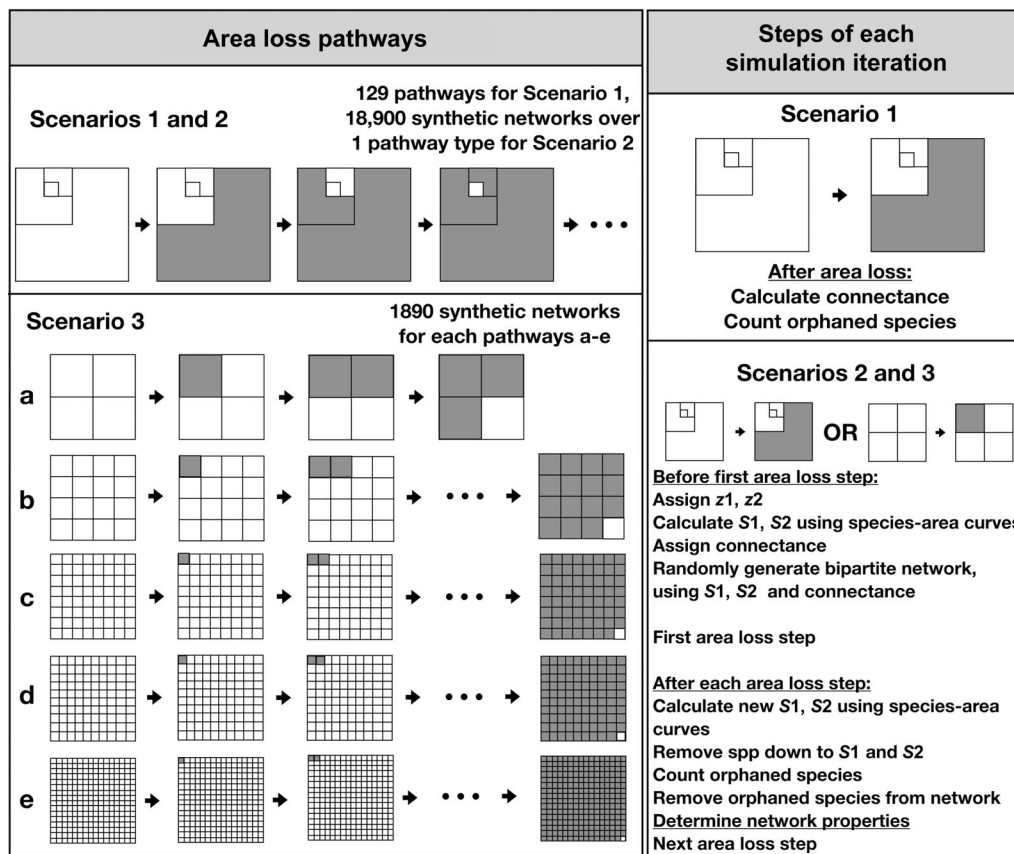 Area loss pathways
Scenarios 1 and 2
129 pathways for Scenario 1,
18,900 synthetic networks over
1 pathway type for Scenario 2
Scenario 3
1890 synthetic networks
for each pathways a-e
a
b
c
d
e
Steps of each
simulation iteration
Scenario 1
After area loss:
Calculate connectance
Count orphaned species
Scenarios 2 and 3
OR
Before first area loss step:
Assign z1, z2
Calculate S1, S2 using species-area curves
Assign connectance
Randomly generate bipartite network,
using S1, S2 and connectance
First area loss step
After each area loss step:
Calculate new S1, S2 using species-area
curves
Remove spp down to S1 and S2
Count orphaned species
Remove orphaned species from network
Determine network properties
Next area loss step